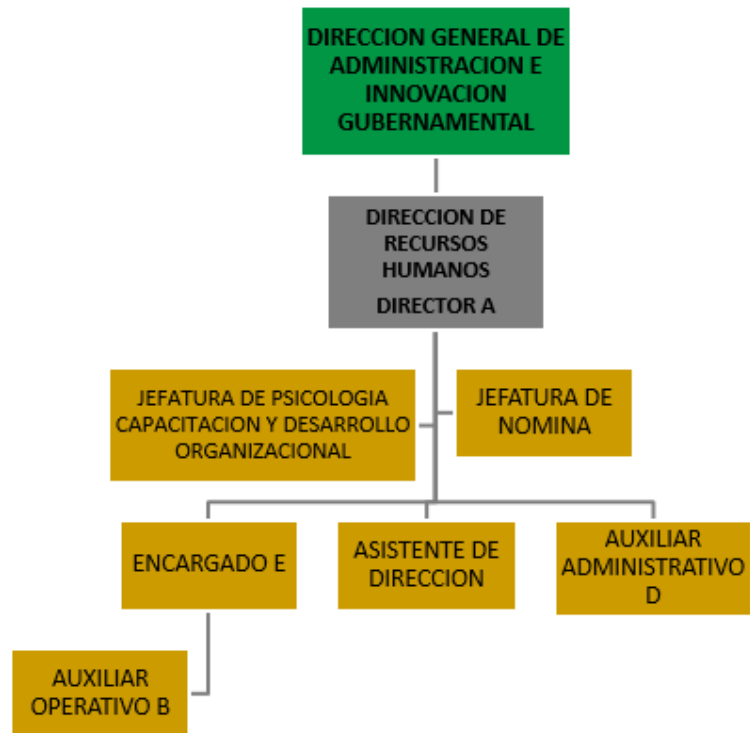 DIRECCION GENERAL DE
ADMINISTRACION E
INNOVACION
GUBERNAMENTAL
DIRECCION DE
RECURSOS
HUMANOS
DIRECTOR A
JEFATURA DE PSICOLOGIA
CAPACITACION Y DESARROLLO
ORGANIZACIONAL
JEFATURA DE
NOMINA
ENCARGADO E
ASISTENTE DE
DIRECCION
AUXILIAR
ADMINISTRATIVO
D
AUXILIAR
OPERATIVO B